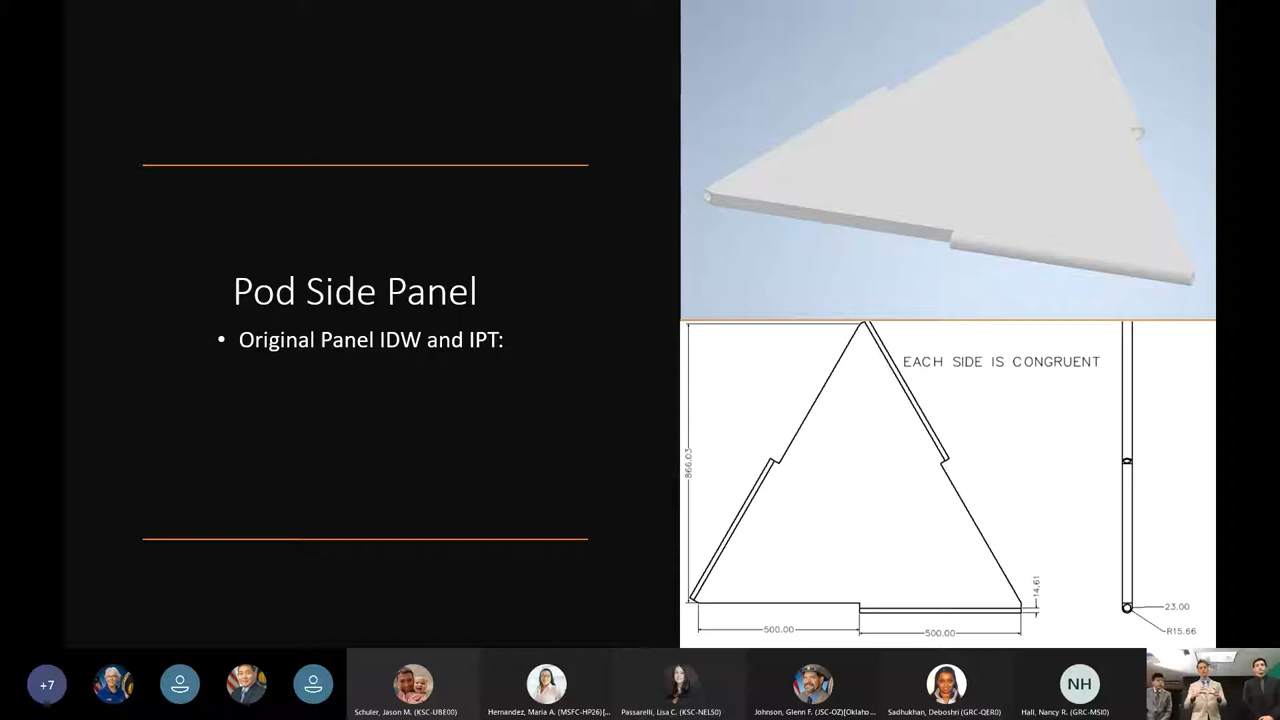 Pod Side Panel
• Original Panel IDW and IPT:
EACH SIDE IS CONGRUENT
866.03
500.00
500.00
14.61
23.00
R15.66
+7
Schuler, Jason M. (KSC-UBE00)
Hernandez, Maria A. (MSFC-HP26)[...
Passarelli, Lisa C. (KSC-NEL50)
Johnson, Glenn F. (JSC-OZ)[Oklaho...
Sadhukhan, Deboshri (GRC-QER0)
NH
Hall, Nancy R. (GRC-MSI0)